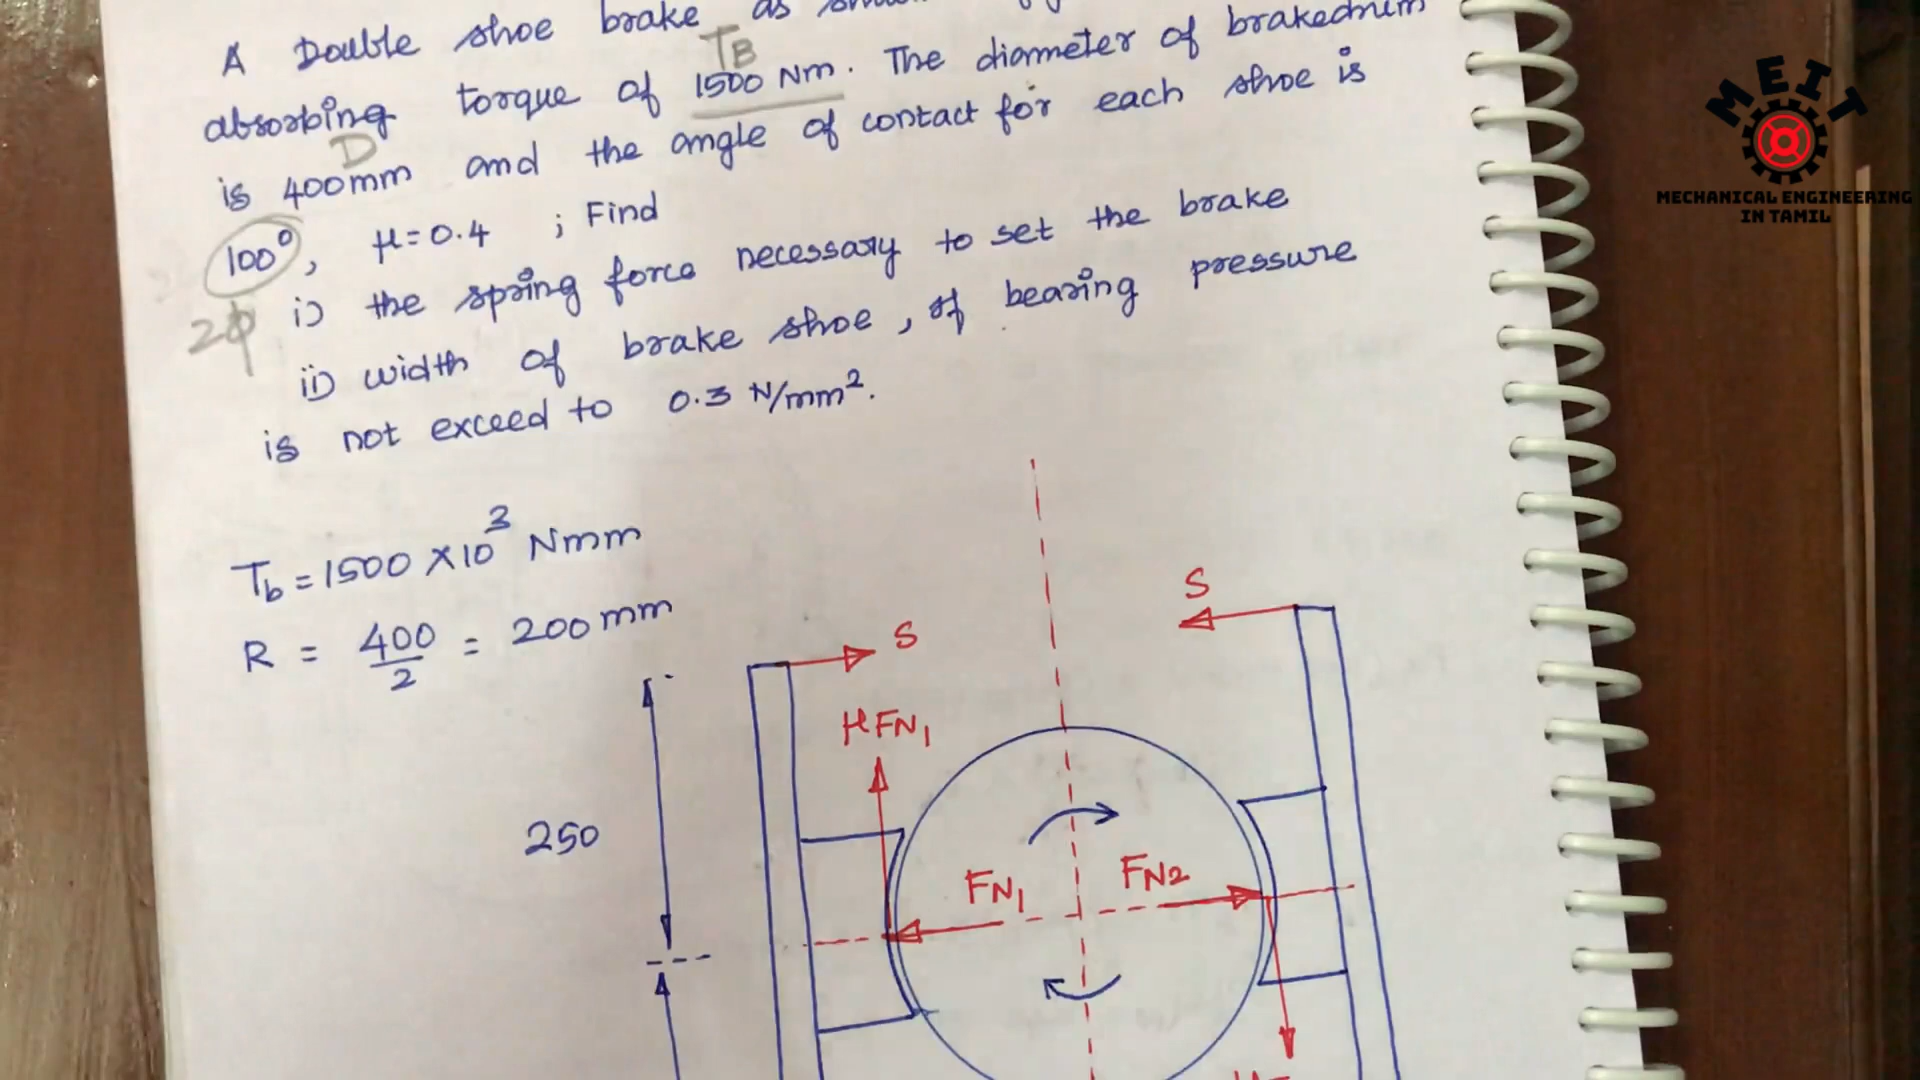 A Double shoe brake as
TB
absorbing torque of 1500 Nm. The diameter of brakedrum
D
is 400mm and the angle of contact for each shoe is
100°, μ=0.4 ; Find
2ϕ
i) the spring force necessary to set the brake
ii) width of brake shoe, if bearing pressure
is not exceed to 0.3 N/mm².
Tb = 1500 ×10³ Nmm
R = 400/2 = 200mm
S
S
μFN1
250
FN1
FN2
MEIT
MECHANICAL ENGINEERING
IN TAMIL